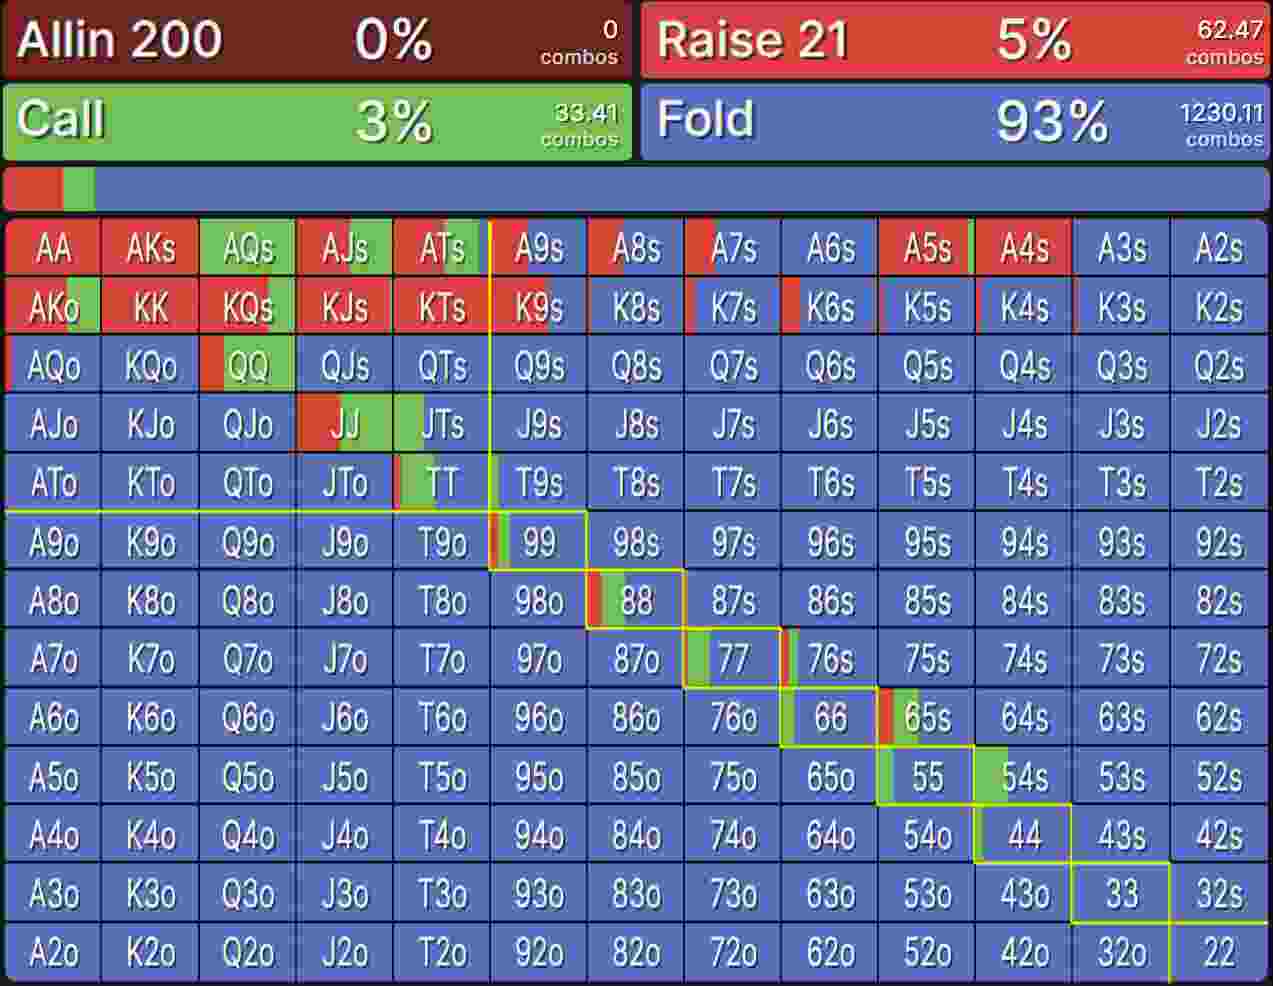 Allin 200 0% 0 combos Raise 21 5% 62.47 combos
Call 3% 33.41 combos Fold 93% 1230.11 combos
AA AKs AQs AJs ATs A9s A8s A7s A6s A5s A4s A3s A2s
AKo KK KQs KJs KTs K9s K8s K7s K6s K5s K4s K3s K2s
AQo KQo QQ QJs QTs Q9s Q8s Q7s Q6s Q5s Q4s Q3s Q2s
AJo KJo QJo JJ JTs J9s J8s J7s J6s J5s J4s J3s J2s
ATo KTo QTo JTo TT T9s T8s T7s T6s T5s T4s T3s T2s
A9o K9o Q9o J9o T9o 99 98s 97s 96s 95s 94s 93s 92s
A8o K8o Q8o J8o T8o 98o 88 87s 86s 85s 84s 83s 82s
A7o K7o Q7o J7o T7o 97o 87o 77 76s 75s 74s 73s 72s
A6o K6o Q6o J6o T6o 96o 86o 76o 66 65s 64s 63s 62s
A5o K5o Q5o J5o T5o 95o 85o 75o 65o 55 54s 53s 52s
A4o K4o Q4o J4o T4o 94o 84o 74o 64o 54o 44 43s 42s
A3o K3o Q3o J3o T3o 93o 83o 73o 63o 53o 43o 33 32s
A2o K2o Q2o J2o T2o 92o 82o 72o 62o 52o 42o 32o 22